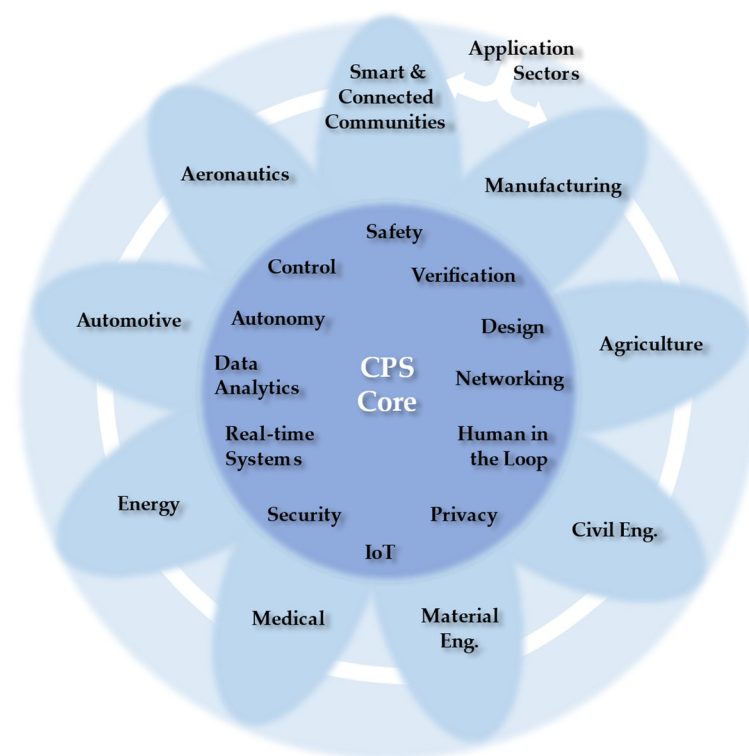 Application
Sectors
Smart &
Connected
Communities
Aeronautics
Manufacturing
Safety
Control
Verification
Automotive
Autonomy
Design
Agriculture
Data
Analytics
CPS
Core
Networking
Real-time
Systems
Human in
the Loop
Energy
Security
Privacy
Civil Eng.
IoT
Medical
Material
Eng.